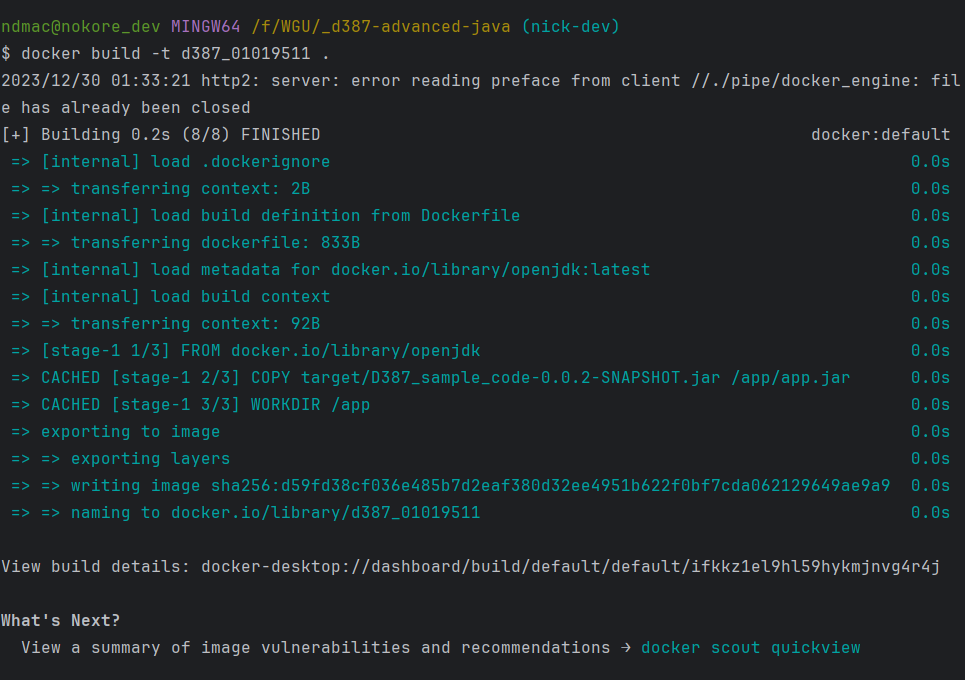 ndmac@nokore_dev MINGW64 /f/WGU/_d387-advanced-java (nick-dev)
$ docker build -t d387_01019511 .
2023/12/30 01:33:21 http2: server: error reading preface from client //./pipe/docker_engine: fil
e has already been closed
[+] Building 0.2s (8/8) FINISHED docker:default
=> [internal] load .dockerignore 0.0s
=> => transferring context: 2B 0.0s
=> [internal] load build definition from Dockerfile 0.0s
=> => transferring dockerfile: 833B 0.0s
=> [internal] load metadata for docker.io/library/openjdk:latest 0.0s
=> [internal] load build context 0.0s
=> => transferring context: 92B 0.0s
=> [stage-1 1/3] FROM docker.io/library/openjdk 0.0s
=> CACHED [stage-1 2/3] COPY target/D387_sample_code-0.0.2-SNAPSHOT.jar /app/app.jar 0.0s
=> CACHED [stage-1 3/3] WORKDIR /app 0.0s
=> exporting to image 0.0s
=> => exporting layers 0.0s
=> => writing image sha256:d59fd38cf036e485b7d2eaf380d32ee4951b622f0bf7cda062129649ae9a9 0.0s
=> => naming to docker.io/library/d387_01019511 0.0s
View build details: docker-desktop://dashboard/build/default/default/ifkkz1el9hl59hykmjnvg4r4j
What's Next?
View a summary of image vulnerabilities and recommendations → docker scout quickview